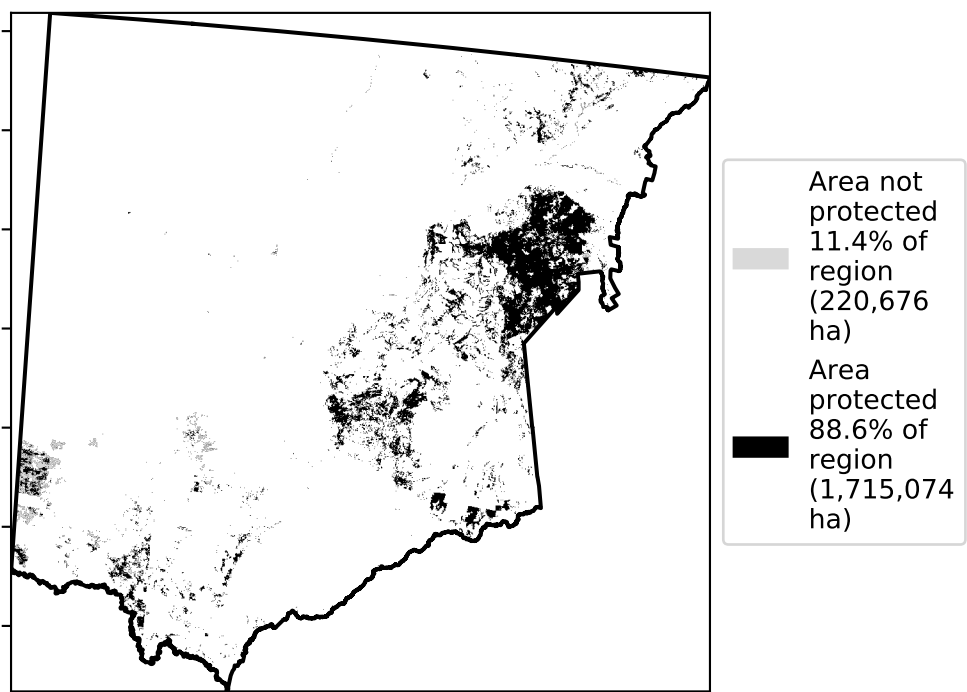 Area not
protected
11.4% of
region
(220,676
ha)
Area
protected
88.6% of
region
(1,715,074
ha)